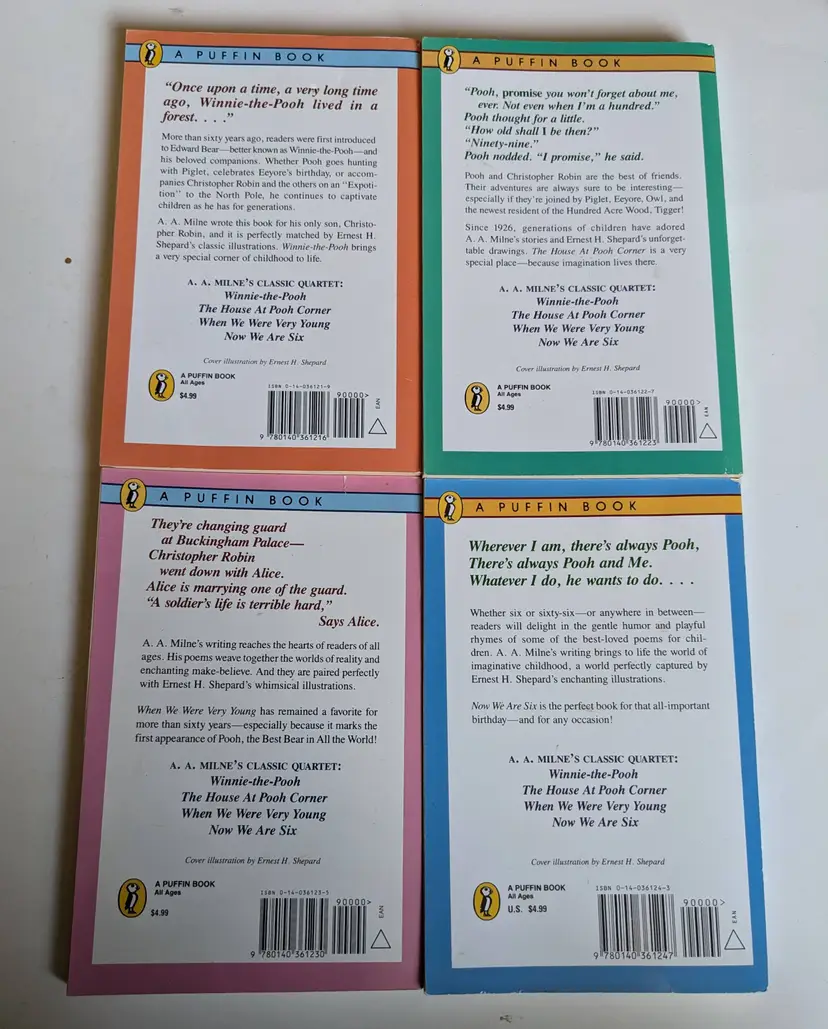 A PUFFIN BOOK
"Once upon a time, a very long time
ago, Winnie-the-Pooh lived in a
forest. . . ."
More than sixty years ago, readers were first introduced
to Edward Bear—better known as Winnie-the-Pooh—and
his beloved companions. Whether Pooh goes hunting
with Piglet, celebrates Eeyore's birthday, or accom-
panies Christopher Robin and the others on an "Expoti-
tion" to the North Pole, he continues to captivate
children as he has for generations.
A. A. Milne wrote this book for his only son, Christo-
pher Robin, and it is perfectly matched by Ernest H.
Shepard's classic illustrations. Winnie-the-Pooh brings
a very special corner of childhood to life.
A. A. MILNE'S CLASSIC QUARTET:
Winnie-the-Pooh
The House At Pooh Corner
When We Were Very Young
Now We Are Six
Cover illustration by Ernest H. Shepard
A PUFFIN BOOK
All Ages
$4.99
ISBN 0-14-036121-9
90000>
EAN
9 780140 361216
A PUFFIN BOOK
"Pooh, promise you won't forget about me,
ever. Not even when I'm a hundred."
Pooh thought for a little.
"How old shall I be then?"
"Ninety-nine."
Pooh nodded. "I promise," he said.
Pooh and Christopher Robin are the best of friends.
Their adventures are always sure to be interesting—
especially if they're joined by Piglet, Eeyore, Owl, and
the newest resident of the Hundred Acre Wood, Tigger!
Since 1926, generations of children have adored
A. A. Milne's stories and Ernest H. Shepard's unforget-
table drawings. The House At Pooh Corner is a very
special place—because imagination lives there.
A. A. MILNE'S CLASSIC QUARTET:
Winnie-the-Pooh
The House At Pooh Corner
When We Were Very Young
Now We Are Six
Cover illustration by Ernest H. Shepard
A PUFFIN BOOK
All Ages
$4.99
ISBN 0-14-036122-7
90000>
EAN
9 780140 361223
A PUFFIN BOOK
They're changing guard
at Buckingham Palace—
Christopher Robin
went down with Alice.
Alice is marrying one of the guard.
"A soldier's life is terrible hard,"
Says Alice.
A. A. Milne's writing reaches the hearts of readers of all
ages. His poems weave together the worlds of reality and
enchanting make-believe. And they are paired perfectly
with Ernest H. Shepard's whimsical illustrations.
When We Were Very Young has remained a favorite for
more than sixty years—especially because it marks the
first appearance of Pooh, the Best Bear in All the World!
A. A. MILNE'S CLASSIC QUARTET:
Winnie-the-Pooh
The House At Pooh Corner
When We Were Very Young
Now We Are Six
Cover illustration by Ernest H. Shepard
A PUFFIN BOOK
All Ages
$4.99
ISBN 0-14-036123-5
90000>
EAN
9 780140 361230
A PUFFIN BOOK
Wherever I am, there's always Pooh,
There's always Pooh and Me.
Whatever I do, he wants to do. . . .
Whether six or sixty-six—or anywhere in between—
readers will delight in the gentle humor and playful
rhymes of some of the best-loved poems for chil-
dren. A. A. Milne's writing brings to life the world of
imaginative childhood, a world perfectly captured by
Ernest H. Shepard's enchanting illustrations.
Now We Are Six is the perfect book for that all-important
birthday—and for any occasion!
A. A. MILNE'S CLASSIC QUARTET:
Winnie-the-Pooh
The House At Pooh Corner
When We Were Very Young
Now We Are Six
Cover illustration by Ernest H. Shepard
A PUFFIN BOOK
All Ages
U.S. $4.99
ISBN 0-14-036124-3
90000>
EAN
9 780140 361247